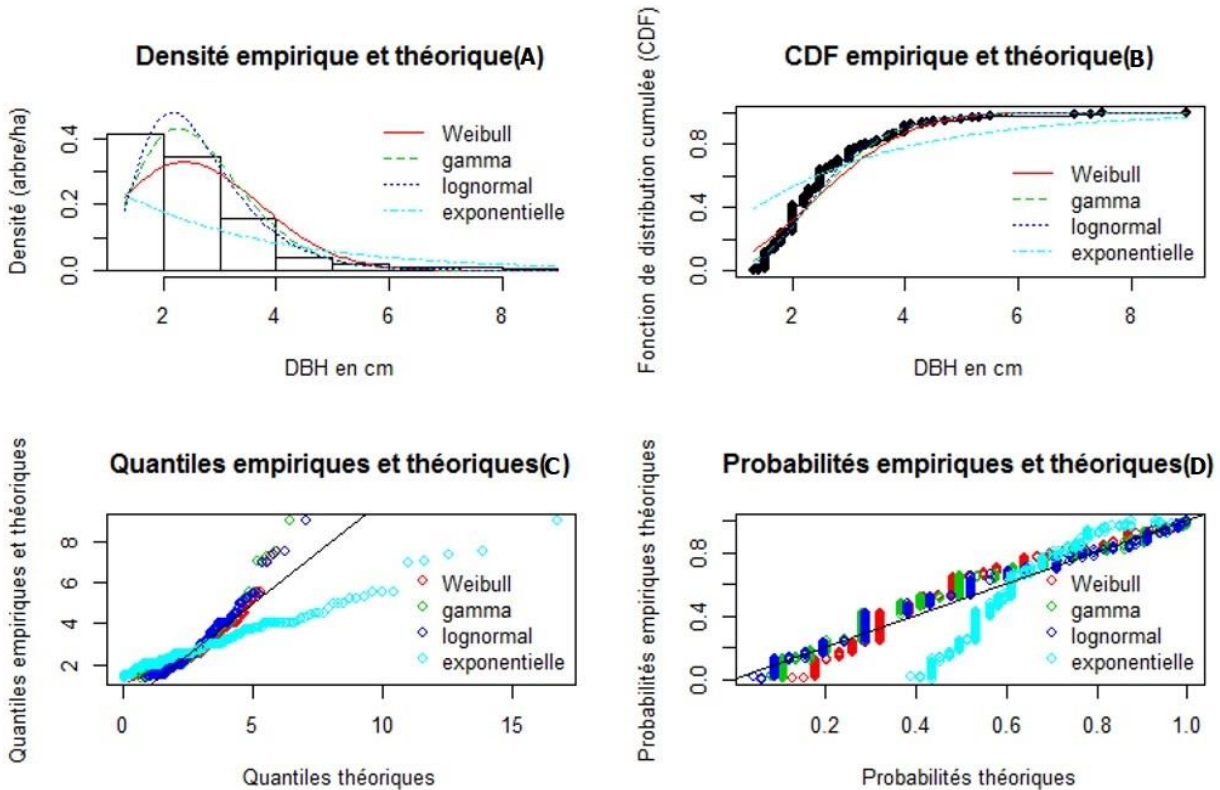 Densité empirique et théorique(A)
Densité (arbre/ha)
0.0 0.2 0.4
Weibull
gamma
lognormal
exponentielle
2 4 6 8
DBH en cm
CDF empirique et théorique(B)
Fonction de distribution cumulée (CDF)
0.0 0.4 0.8
Weibull
gamma
lognormal
exponentielle
2 4 6 8
DBH en cm
Quantiles empiriques et théoriques(C)
Quantiles empiriques et théoriques
2 4 6 8
Weibull
gamma
lognormal
exponentielle
0 5 10 15
Quantiles théoriques
Probabilités empiriques et théoriques(D)
Probabilités empiriques théoriques
0.0 0.4 0.8
Weibull
gamma
lognormal
exponentielle
0.2 0.4 0.6 0.8 1.0
Probabilités théoriques